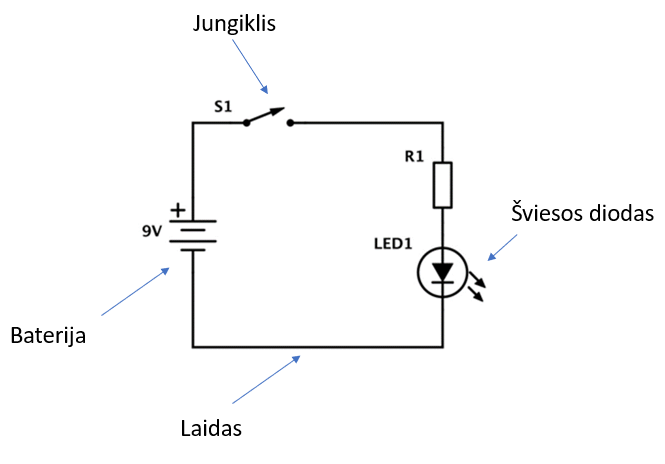 Jungiklis
S1
R1
Šviesos diodas
+
9V
LED1
Baterija
Laidas